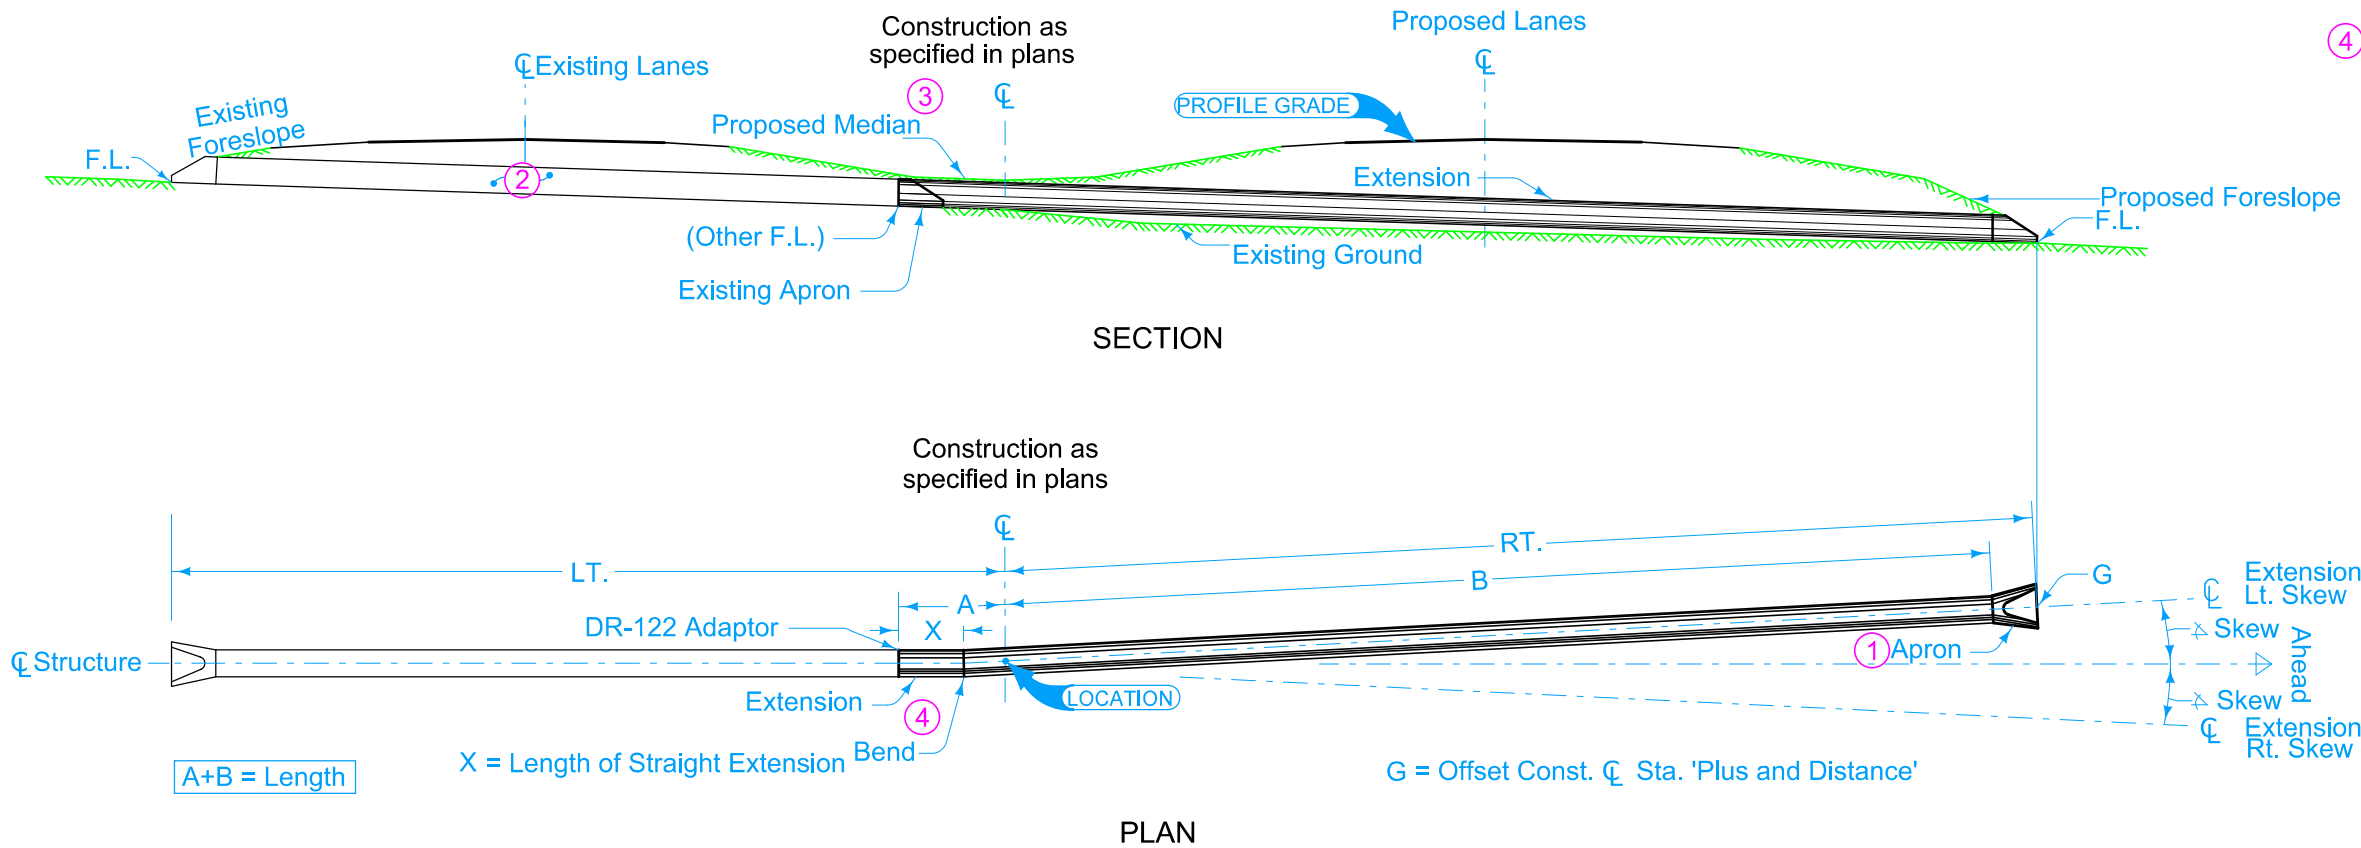 Construction as
specified in plans
Proposed Lanes
4
℄ Existing Lanes
℄
3
℄
PROFILE GRADE
Existing
Foreslope
Proposed Median
F.L.
2
Extension
Proposed Foreslope
F.L.
(Other F.L.)
Existing Ground
Existing Apron
SECTION
Construction as
specified in plans
℄
RT.
LT.
B
G
A
℄ Extension
Lt. Skew
DR-122 Adaptor
X
Skew
℄ Structure
1
Apron
Ahead
Extension
4
LOCATION
Skew
℄ Extension
Rt. Skew
Bend
X = Length of Straight Extension
A+B = Length
G = Offset Const. ℄ Sta. 'Plus and Distance'
PLAN